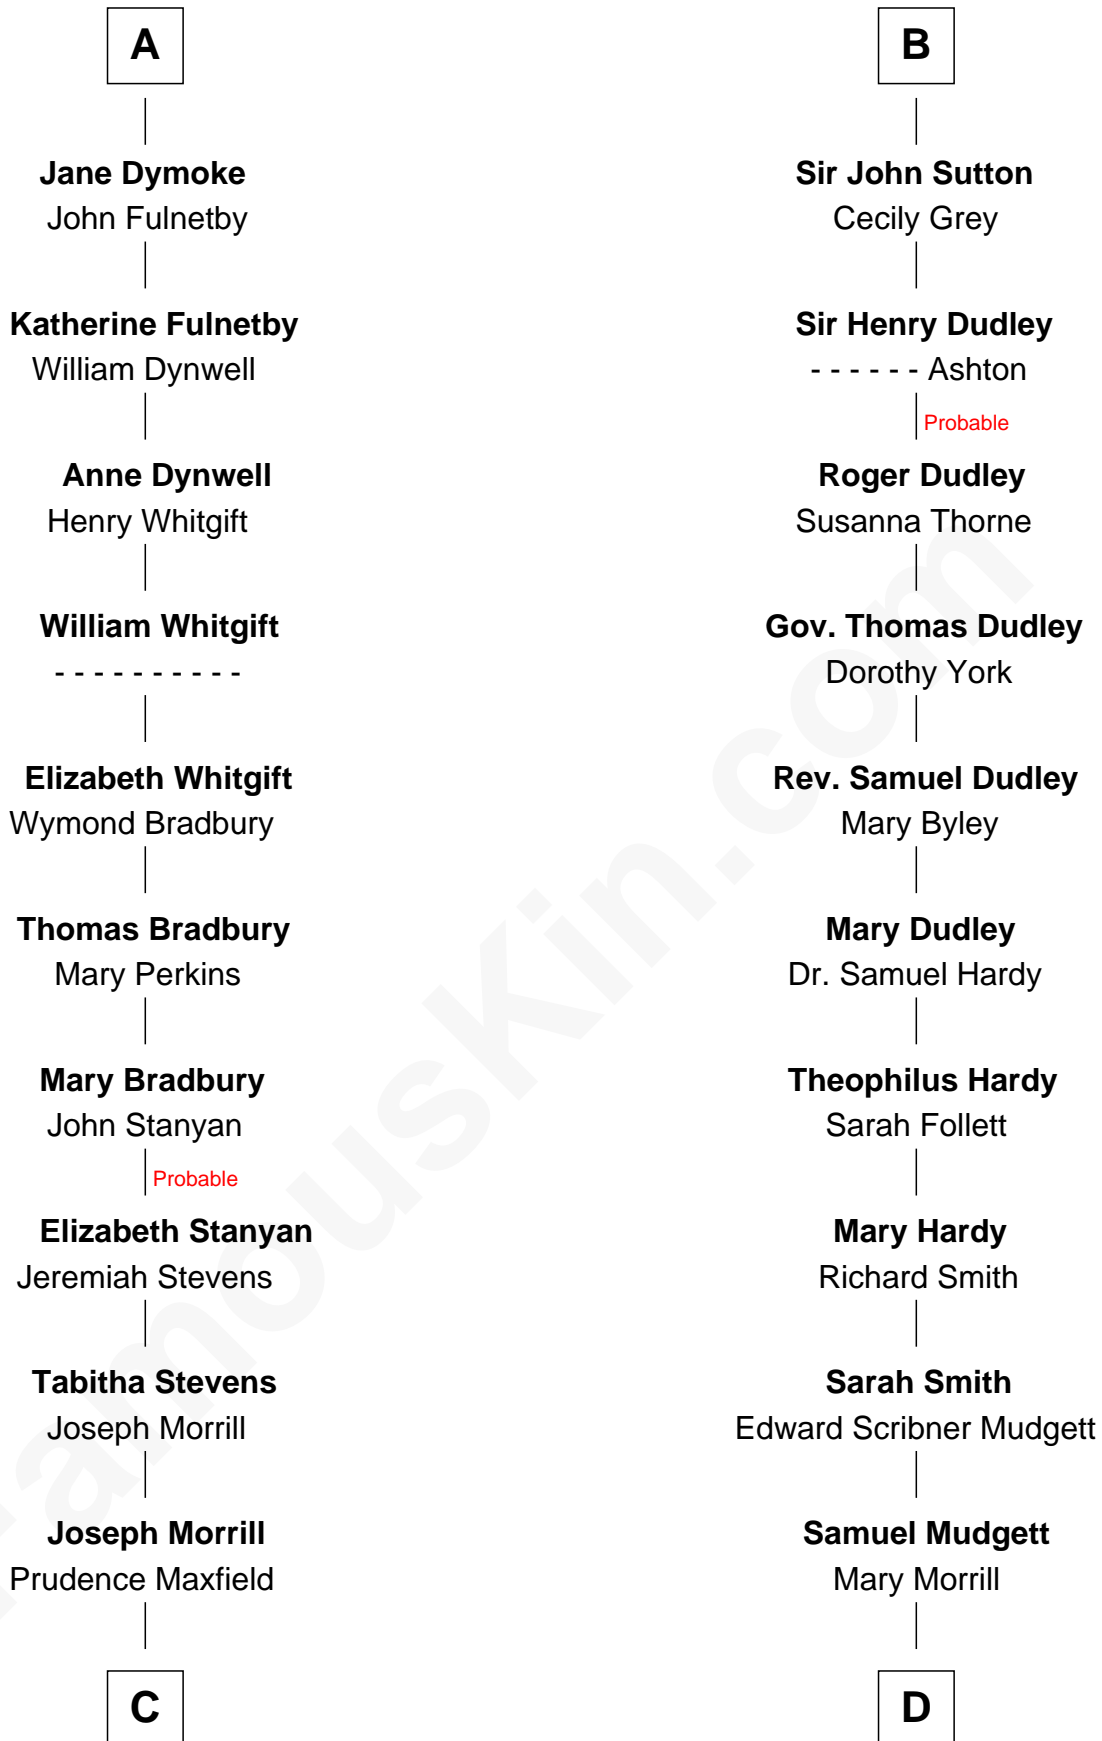 A
Jane Dymoke
John Fulnetby
Katherine Fulnetby
William Dynwell
Anne Dynwell
Henry Whitgift
William Whitgift
- - - - - - - - - -
Elizabeth Whitgift
Wymond Bradbury
Thomas Bradbury
Mary Perkins
Mary Bradbury
John Stanyan
Probable
Elizabeth Stanyan
Jeremiah Stevens
Tabitha Stevens
Joseph Morrill
Joseph Morrill
Prudence Maxfield
C
B
Sir John Sutton
Cecily Grey
Sir Henry Dudley
- - - - - - Ashton
Probable
Roger Dudley
Susanna Thorne
Gov. Thomas Dudley
Dorothy York
Rev. Samuel Dudley
Mary Byley
Mary Dudley
Dr. Samuel Hardy
Theophilus Hardy
Sarah Follett
Mary Hardy
Richard Smith
Sarah Smith
Edward Scribner Mudgett
Samuel Mudgett
Mary Morrill
D
FamousKin.com